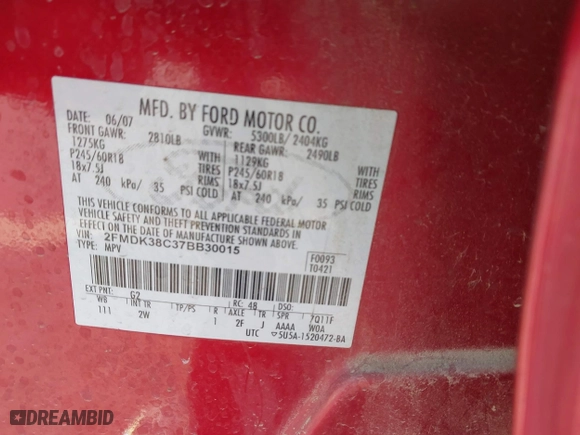 MFD. BY FORD MOTOR CO.
DATE: 06/07 GVWR: 5300LB/ 2404KG
FRONT GAWR: 2810LB REAR GAWR: 2490LB
1275KG WITH 1129KG WITH
P245/60R18 TIRES P245/60R18 TIRES
18x7.5J RIMS 18x7.5J RIMS
AT 240 kPa/ 35 PSI COLD AT 240 kPa/ 35 PSI COLD
THIS VEHICLE CONFORMS TO ALL APPLICABLE FEDERAL MOTOR
VEHICLE SAFETY AND THEFT PREVENTION STANDARDS IN
EFFECT ON THE DATE OF MANUFACTURE SHOWN ABOVE.
VIN: 2FMDK38C37BB30015
TYPE: MPV
F0093
T0421
EXT PNT: G2 RC: 48 DSO:
WB INT TR TP/PS R AXLE TR SPR 7Q11F
111 2W 1 2F J AAAA W0A
UTC 5U5A-1520472-BA
DREAMBID